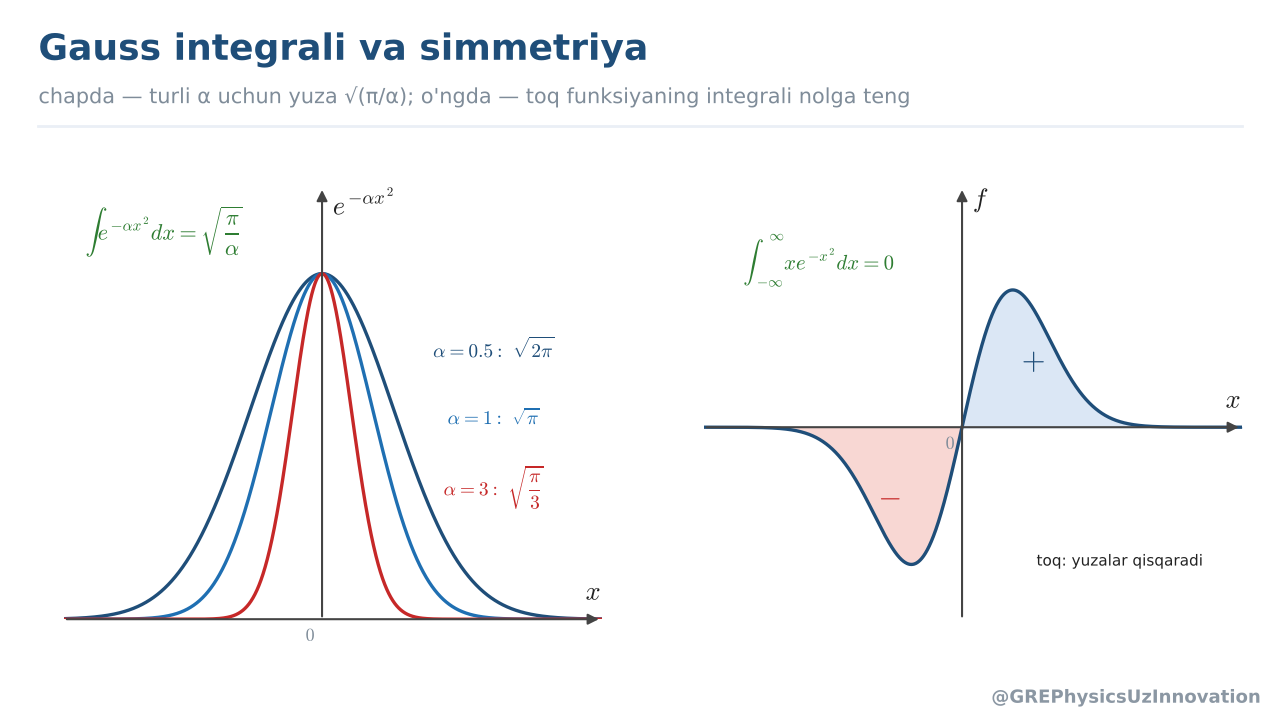 Gauss integrali va simmetriya
chapda — turli α uchun yuza √(π/α); o'ngda — toq funksiyaning integrali nolga teng
∫e^{−αx²}dx = √(π/α)
e^{−αx²}
α = 0.5 : √(2π)
α = 1 : √π
α = 3 : √(π/3)
x
0
f
∫_{−∞}^{∞} xe^{−x²}dx = 0
+
x
0
−
toq: yuzalar qisqaradi
@GREPhysicsUzInnovation